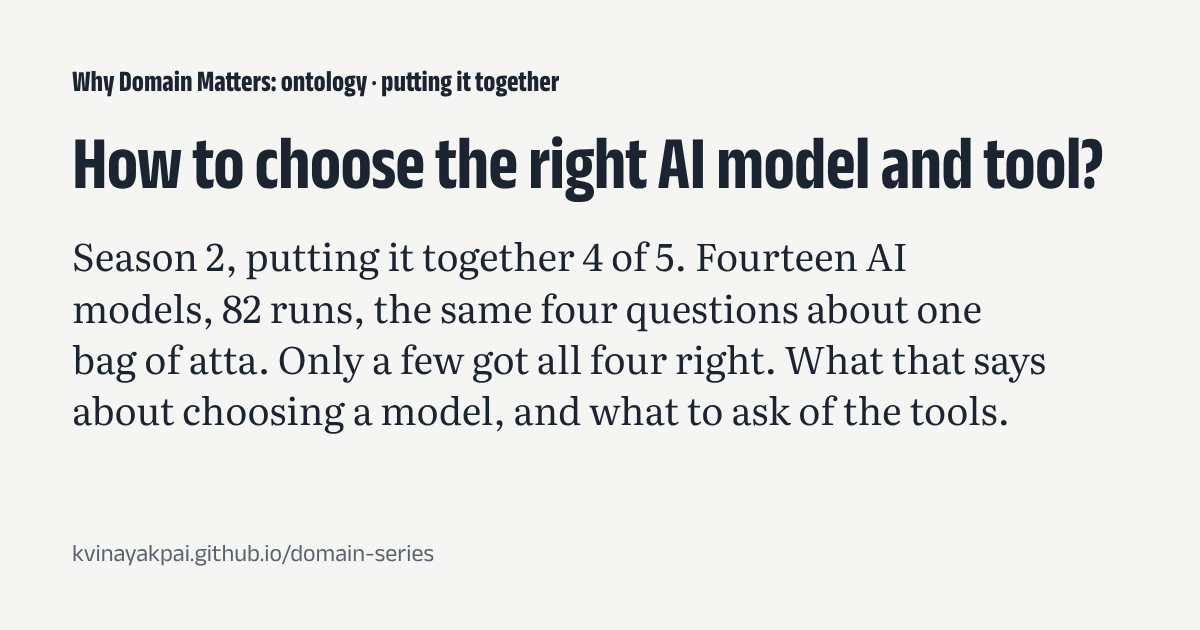 Why Domain Matters: ontology · putting it together
How to choose the right AI model and tool?
Season 2, putting it together 4 of 5. Fourteen AI
models, 82 runs, the same four questions about one
bag of atta. Only a few got all four right. What that says
about choosing a model, and what to ask of the tools.
kvinayakpai.github.io/domain-series